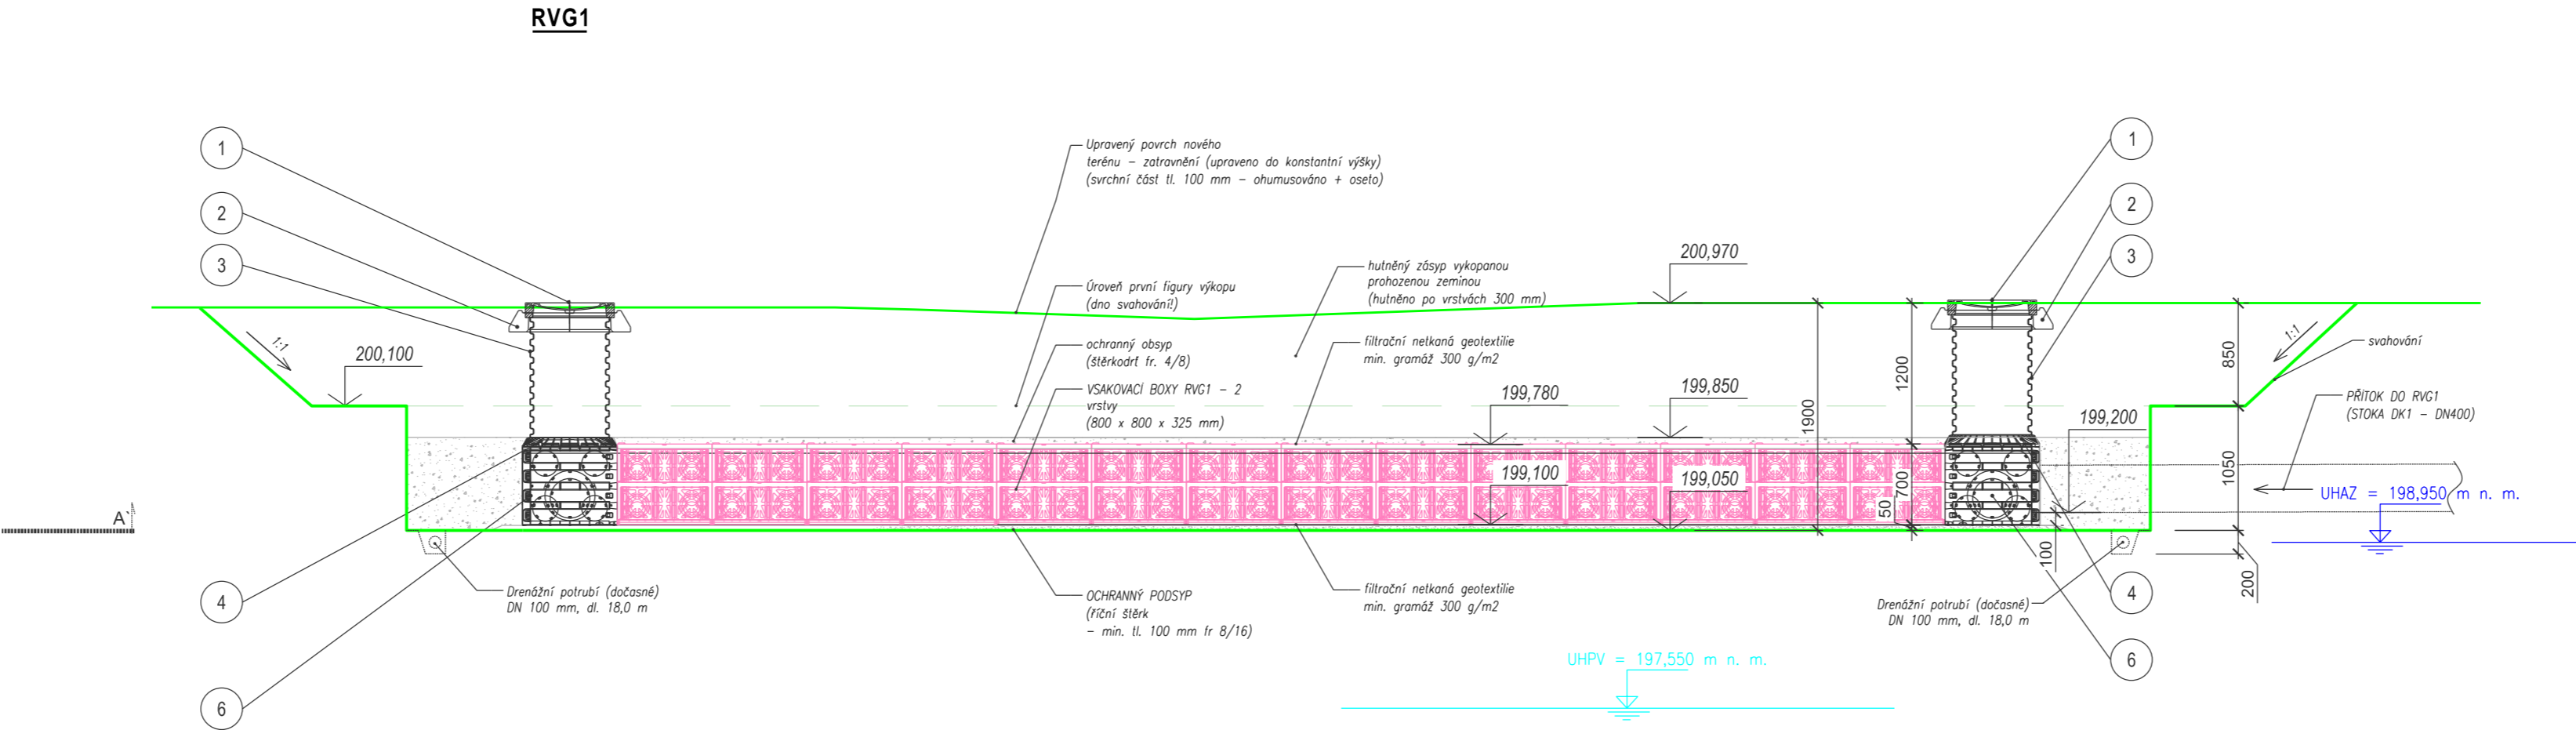 RVG1
1
2
3
4
6
1:1
200,100
A`
Upravený povrch nového
terénu – zatravnění (upraveno do konstantní výšky)
(svrchní část tl. 100 mm – ohumusováno + oseto)
Úroveň první figury výkopu
(dno svahování!)
ochranný obsyp
(štěrkodrť fr. 4/8)
VSAKOVACÍ BOXY RVG1 – 2
vrstvy
(800 x 800 x 325 mm)
hutněný zásyp vykopanou
prohozenou zeminou
(hutněno po vrstvách 300 mm)
filtrační netkaná geotextilie
min. gramáž 300 g/m2
200,970
199,780
199,850
199,100
199,050
1900
1200
700
50
100
850
1050
200
199,200
1
2
3
4
6
1:1
svahování
PŘÍTOK DO RVG1
(STOKA DK1 – DN400)
UHAZ = 198,950 m n. m.
Drenážní potrubí (dočasné)
DN 100 mm, dl. 18,0 m
OCHRANNÝ PODSYP
(říční štěrk
– min. tl. 100 mm fr 8/16)
filtrační netkaná geotextilie
min. gramáž 300 g/m2
Drenážní potrubí (dočasné)
DN 100 mm, dl. 18,0 m
UHPV = 197,550 m n. m.